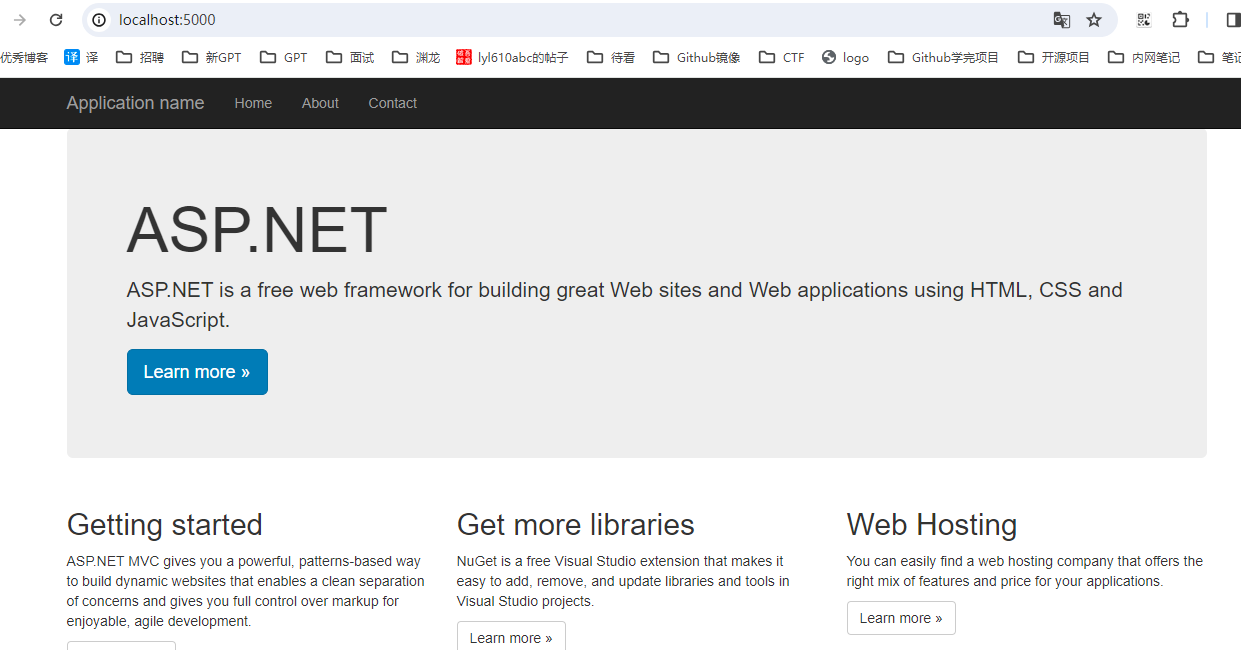 localhost:5000
优秀博客 译 译 招聘 新GPT GPT 面试 渊龙 lyl610abc的帖子 待看 Github镜像 CTF logo Github学完项目 开源项目 内网笔记 笔记
Application name Home About Contact
ASP.NET
ASP.NET is a free web framework for building great Web sites and Web applications using HTML, CSS and
JavaScript.
Learn more »
Getting started
ASP.NET MVC gives you a powerful, patterns-based way
to build dynamic websites that enables a clean separation
of concerns and gives you full control over markup for
enjoyable, agile development.
Get more libraries
NuGet is a free Visual Studio extension that makes it
easy to add, remove, and update libraries and tools in
Visual Studio projects.
Learn more »
Web Hosting
You can easily find a web hosting company that offers the
right mix of features and price for your applications.
Learn more »